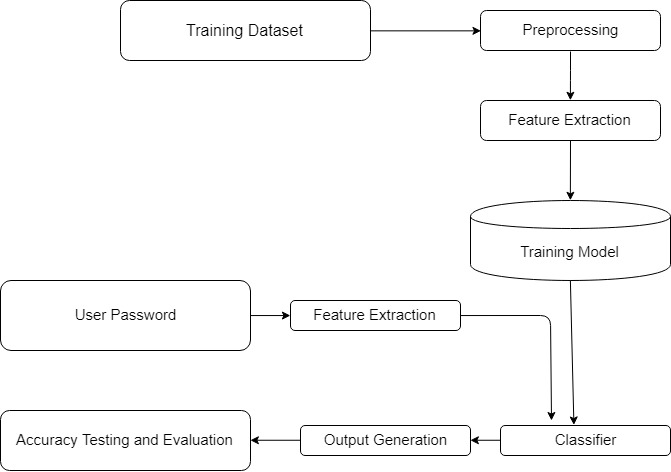 Training Dataset
Preprocessing
Feature Extraction
Training Model
User Password
Feature Extraction
Accuracy Testing and Evaluation
Output Generation
Classifier